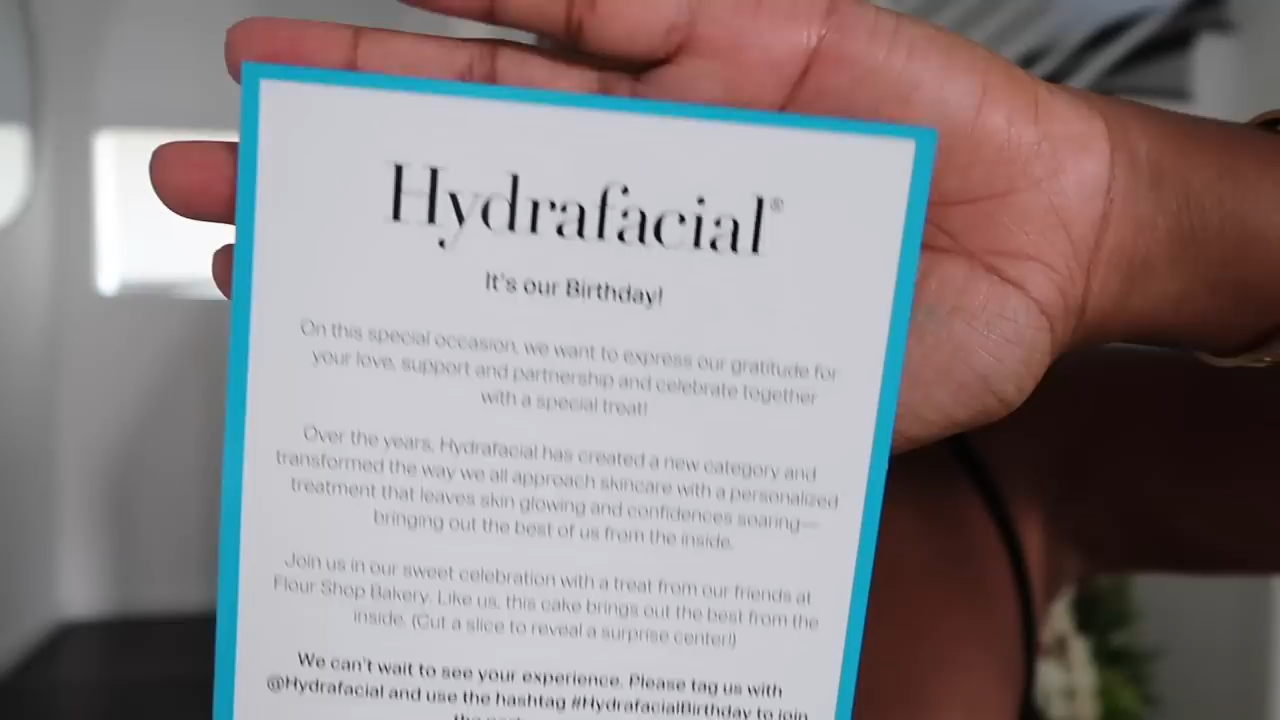 Hydrafacial®
It's our Birthday!
On this special occasion, we want to express our gratitude for
your love, support and partnership and celebrate together
with a special treat!
Over the years, Hydrafacial has created a new category and
transformed the way we all approach skincare with a personalized
treatment that leaves skin glowing and confidences soaring—
bringing out the best of us from the inside.
Join us in our sweet celebration with a treat from our friends at
Flour Shop Bakery. Like us, this cake brings out the best from the
inside. (Cut a slice to reveal a surprise center!)
We can't wait to see your experience. Please tag us with
@Hydrafacial and use the hashtag #HydrafacialBirthday to join
the